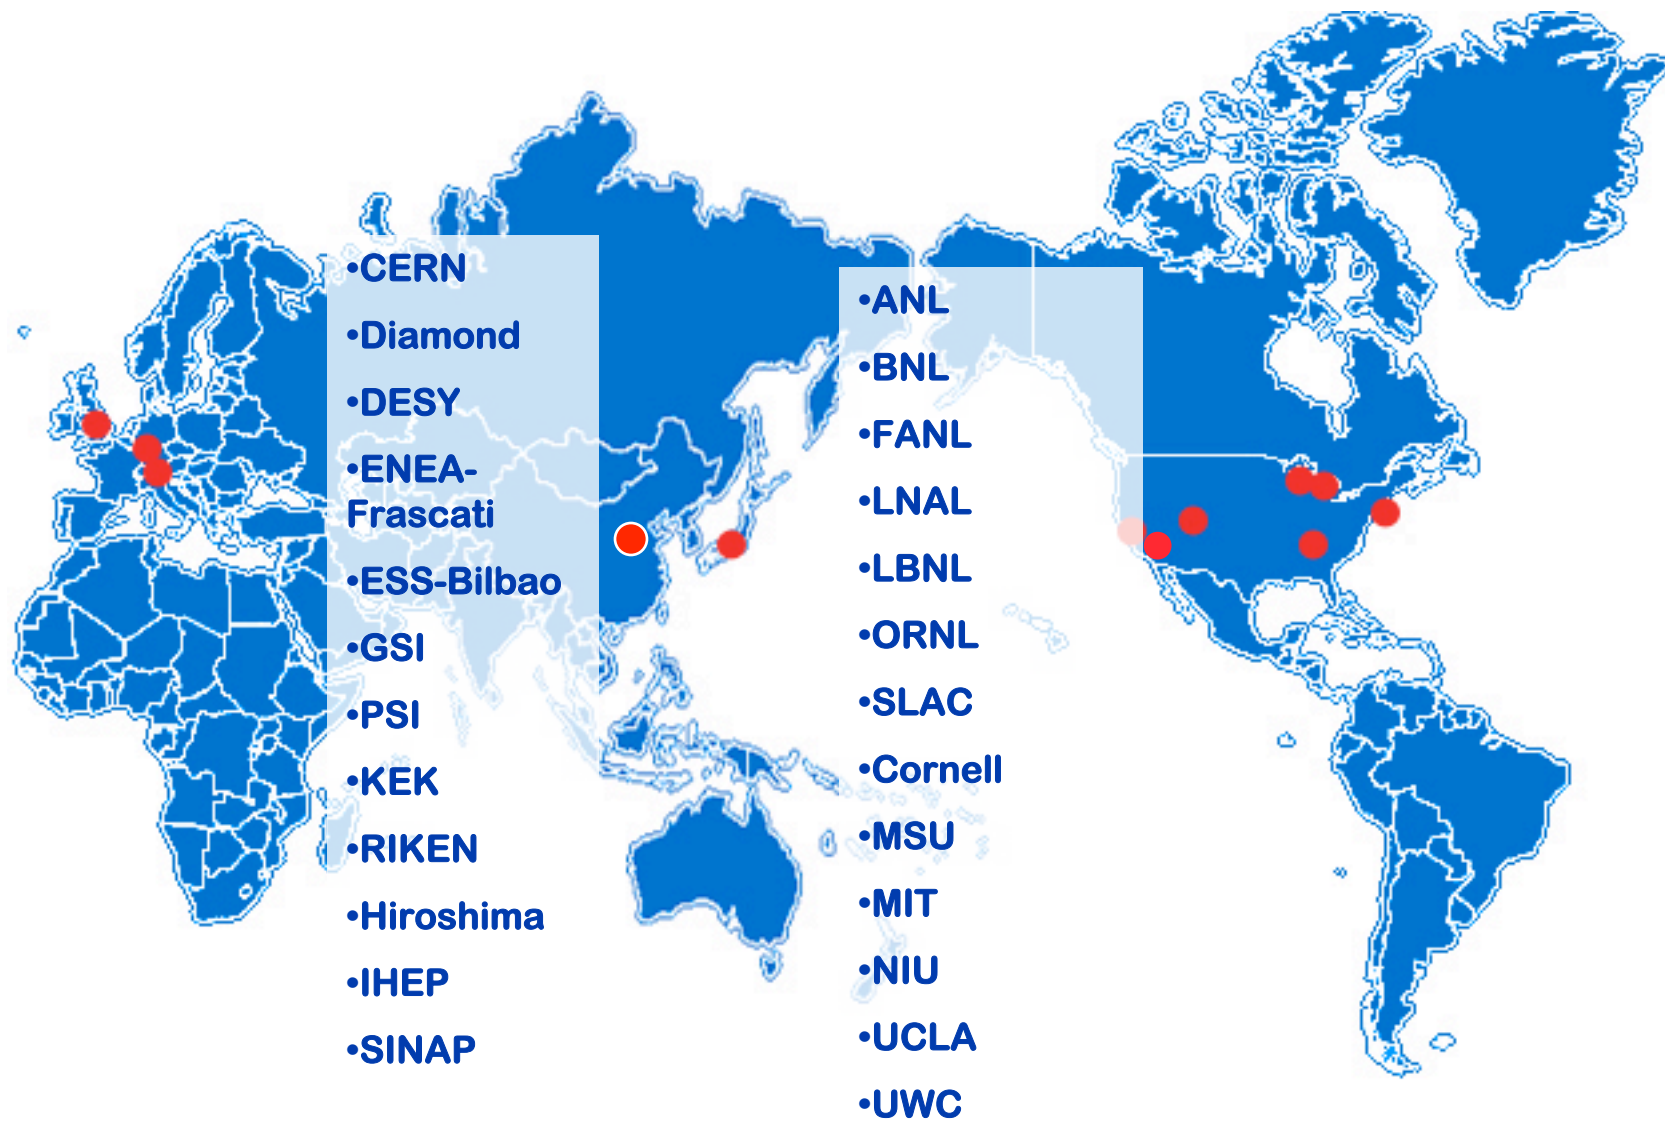 •CERN
•Diamond
•DESY
•ENEA-
Frascati
•ESS-Bilbao
•GSI
•PSI
•KEK
•RIKEN
•Hiroshima
•IHEP
•SINAP
•ANL
•BNL
•FANL
•LNAL
•LBNL
•ORNL
•SLAC
•Cornell
•MSU
•MIT
•NIU
•UCLA
•UWC